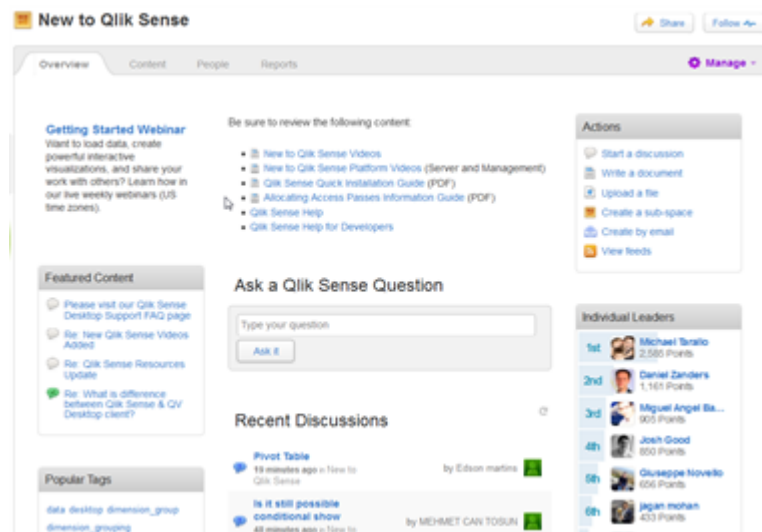 New to Qlik Sense
Share
Follow
Overview
Content
People
Reports
Manage
Getting Started Webinar
Want to load data, create
powerful interactive
visualizations, and share your
work with others? Learn how in
our live weekly webinars (US
time zones).
Be sure to review the following content:
New to Qlik Sense Videos
New to Qlik Sense Platform Videos (Server and Management)
Qlik Sense Quick Installation Guide (PDF)
Allocating Access Passes Information Guide (PDF)
Qlik Sense Help
Qlik Sense Help for Developers
Actions
Start a discussion
Write a document
Upload a file
Create a sub-space
Create by email
View feeds
Featured Content
Please visit our Qlik Sense
Desktop Support FAQ page
Re: New Qlik Sense Videos
Added
Re: Qlik Sense Resources
Update
Re: What is difference
between Qlik Sense & QV
Desktop client?
Ask a Qlik Sense Question
Type your question
Ask it
Individual Leaders
1st
Michael Tarallo
2,585 Points
2nd
Daniel Zanders
1,161 Points
3rd
Miguel Angel Ba...
905 Points
4th
Josh Good
850 Points
5th
Giuseppe Novello
656 Points
6th
jagan mohan
433 Points
Recent Discussions
Pivot Table
19 minutes ago in New to
Qlik Sense
by Edson martins
Is it still possible
conditional show
48 minutes ago in New to
by MEHMET CAN TOSUN
Popular Tags
data desktop dimension_group
dimension_grouping